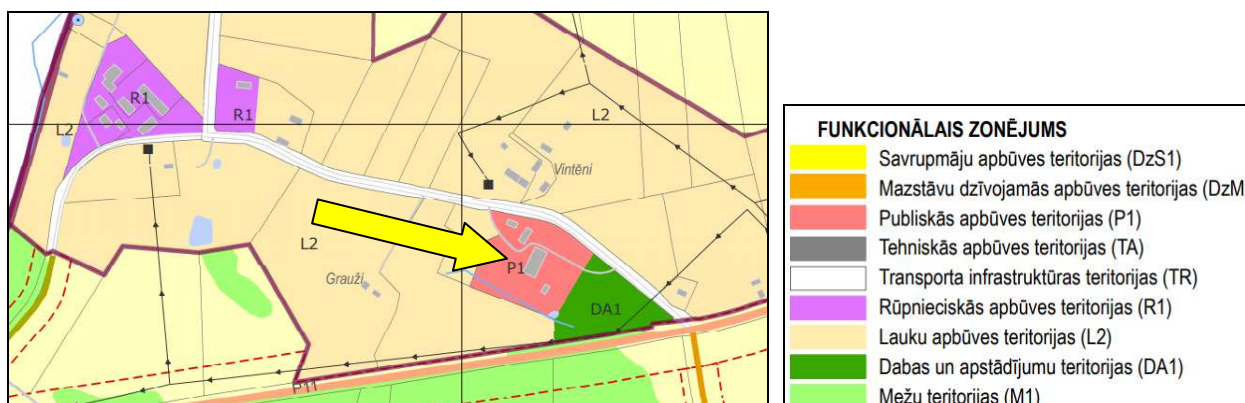 R1
R1
L2
L2
Vintēni
L2
P1
Grauži
DA1
P11
FUNKCIONĀLAIS ZONĒJUMS
Savrupmāju apbūves teritorijas (DzS1)
Mazstāvu dzīvojamās apbūves teritorijas (DzM
Publiskās apbūves teritorijas (P1)
Tehniskās apbūves teritorijas (TA)
Transporta infrastruktūras teritorijas (TR)
Rūpnieciskās apbūves teritorijas (R1)
Lauku apbūves teritorijas (L2)
Dabas un apstādījumu teritorijas (DA1)
Mežu teritorijas (M1)